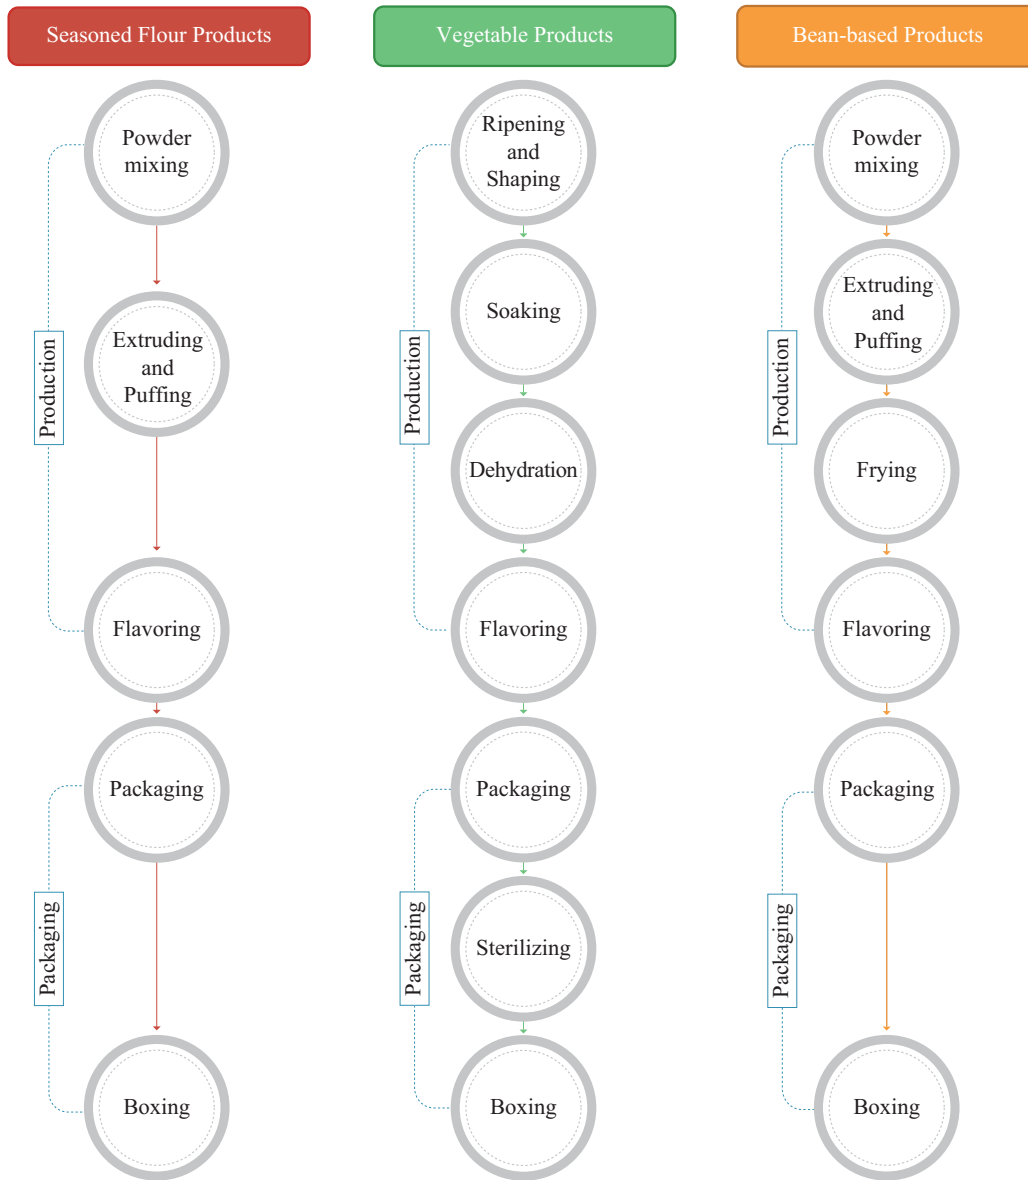 Seasoned Flour Products
Powder
mixing
Extruding
and
Puffing
Flavoring
Packaging
Boxing
Production
Packaging
Vegetable Products
Ripening
and
Shaping
Soaking
Dehydration
Flavoring
Packaging
Sterilizing
Boxing
Production
Packaging
Bean-based Products
Powder
mixing
Extruding
and
Puffing
Frying
Flavoring
Packaging
Boxing
Production
Packaging